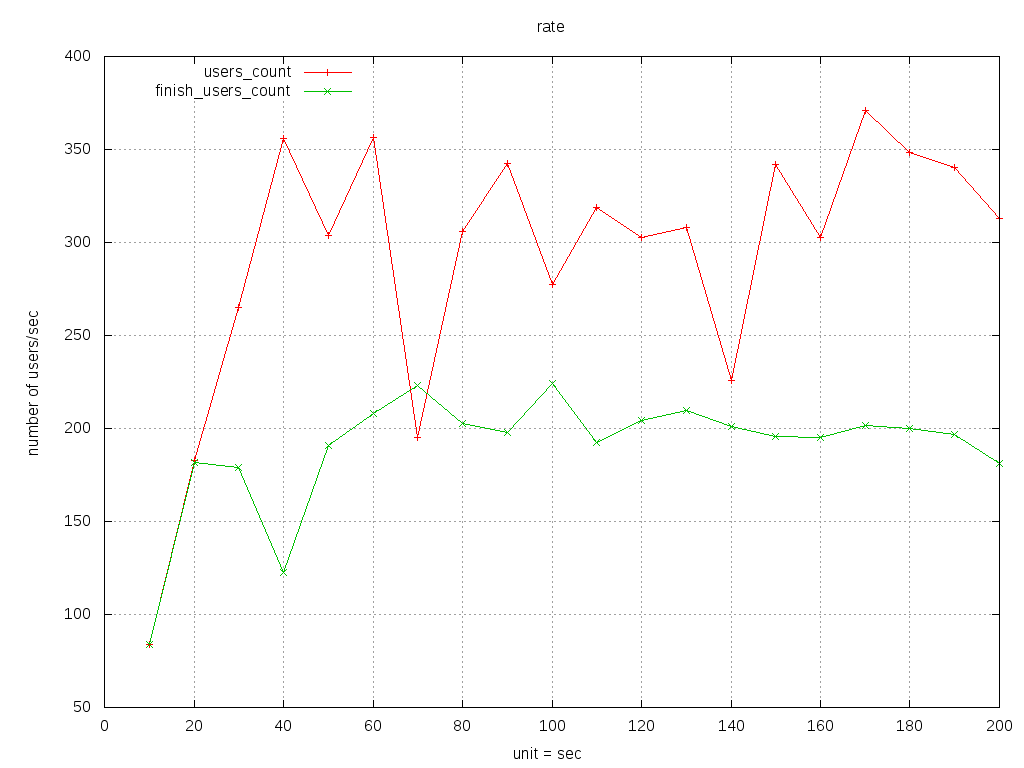 rate
400
users_count
finish_users_count
350
300
250
number of users/sec
200
150
100
50
0 20 40 60 80 100 120 140 160 180 200
unit = sec